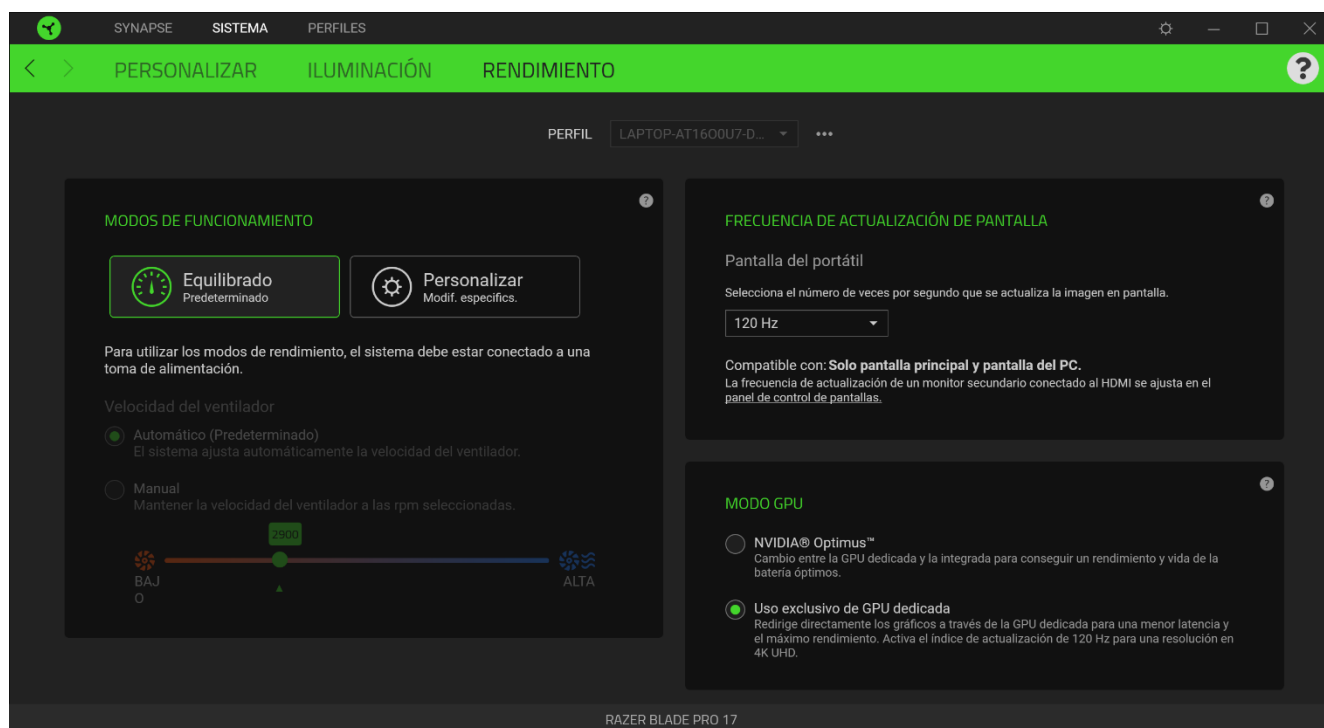 SYNAPSE SISTEMA PERFILES
PERSONALIZAR ILUMINACIÓN RENDIMIENTO
?
PERFIL LAPTOP-AT16O0U7-D... •••
MODOS DE FUNCIONAMIENTO
?
Equilibrado
Predeterminado
Personalizar
Modif. especifics.
Para utilizar los modos de rendimiento, el sistema debe estar conectado a una
toma de alimentación.
Velocidad del ventilador
Automático (Predeterminado)
El sistema ajusta automáticamente la velocidad del ventilador.
Manual
Mantener la velocidad del ventilador a las rpm seleccionadas.
2900
BAJ
O
ALTA
FRECUENCIA DE ACTUALIZACIÓN DE PANTALLA
?
Pantalla del portátil
Selecciona el número de veces por segundo que se actualiza la imagen en pantalla.
120 Hz
Compatible con: Solo pantalla principal y pantalla del PC.
La frecuencia de actualización de un monitor secundario conectado al HDMI se ajusta en el
panel de control de pantallas.
MODO GPU
?
NVIDIA® Optimus™
Cambio entre la GPU dedicada y la integrada para conseguir un rendimiento y vida de la
batería óptimos.
Uso exclusivo de GPU dedicada
Redirige directamente los gráficos a través de la GPU dedicada para una menor latencia y
el máximo rendimiento. Activa el índice de actualización de 120 Hz para una resolución en
4K UHD.
RAZER BLADE PRO 17